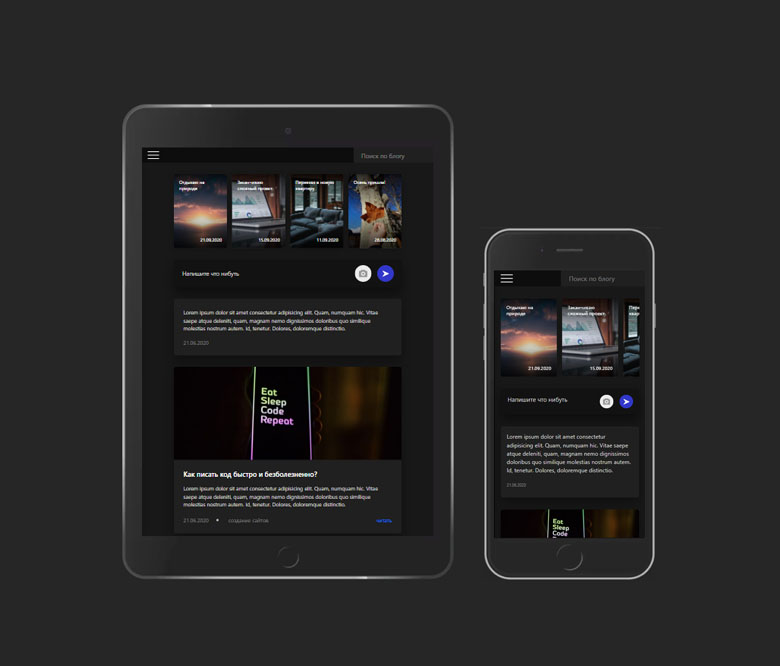 Поиск по блогу
Отдыхаю на
природе
21.09.2020
Заканчиваю
сложный проект.
15.09.2020
Переехал в новую
квартиру
11.09.2020
Осень пришла!
Напишите что нибуть
Lorem ipsum dolor sit amet consectetur adipisicing elit. Quam, numquam hic. Vitae
saepe atque deleniti, quam, magnam nemo dignissimos doloribus quo similique
molestias nostrum autem. Id, tenetur. Dolores, doloremque distinctio.
21.09.2020
Eat
Sleep
Code
Repeat
Как писать код быстро и безболезненно?
Lorem ipsum dolor sit amet consectetur adipisicing elit. Quam, numquam hic. Vitae
saepe atque deleniti, quam, magnam nemo dignissimos doloribus quo similique
molestias nostrum autem. Id, tenetur. Dolores, doloremque distinctio.
21.09.2020 • создание сайтов
читать
Поиск по блогу
Отдыхаю на
природе
21.09.2020
Заканчиваю
сложный проект.
15.09.2020
Пере
квар
Напишите что нибуть
Lorem ipsum dolor sit amet consectetur
adipisicing elit. Quam, numquam hic. Vitae
saepe atque deleniti, quam, magnam nemo
dignissimos doloribus quo similique
molestias nostrum autem. Id, tenetur.
Dolores, doloremque distinctio.
21.09.2020
Eat
Sleep
Code